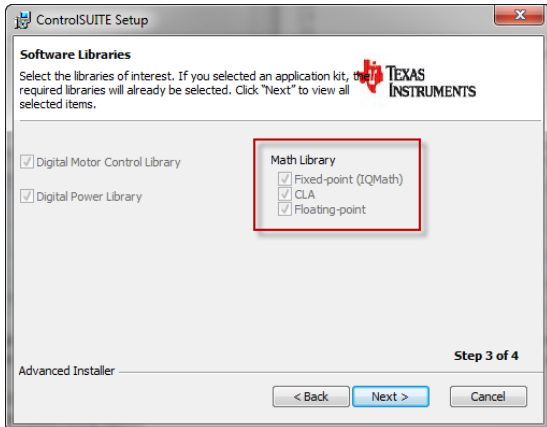 ControlSUITE Setup
Software Libraries
Select the libraries of interest. If you selected an application kit, the
required libraries will already be selected. Click "Next" to view all
selected items.
TEXAS
INSTRUMENTS
Digital Motor Control Library
Digital Power Library
Math Library
Fixed-point (IQMath)
CLA
Floating-point
Step 3 of 4
Advanced Installer
< Back
Next >
Cancel